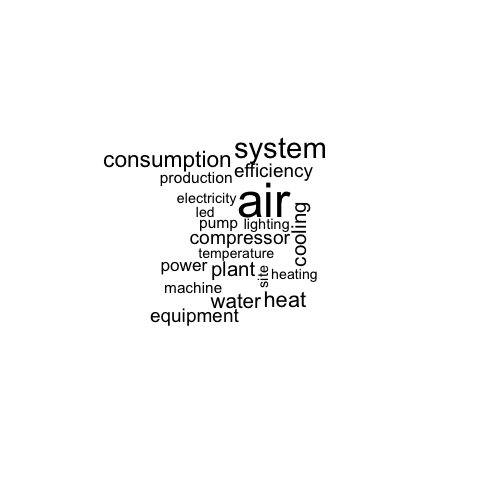 system
consumption
efficiency
production
electricity
air
led
pump
lighting
cooling
compressor
temperature
power
plant
site
heating
machine
water
heat
equipment